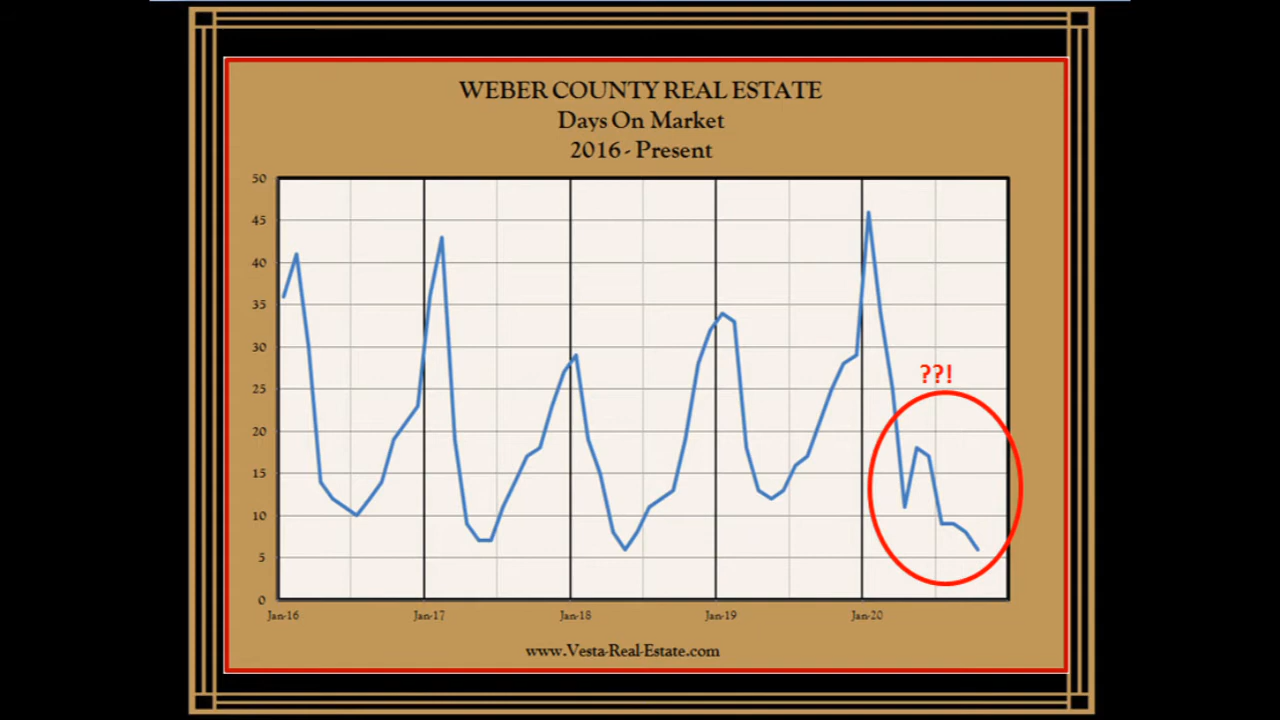 WEBER COUNTY REAL ESTATE
Days On Market
2016 - Present
50
45
40
35
30
25
20
15
10
5
0
??!
Jan-16 Jan-17 Jan-18 Jan-19 Jan-20
www.Vesta-Real-Estate.com